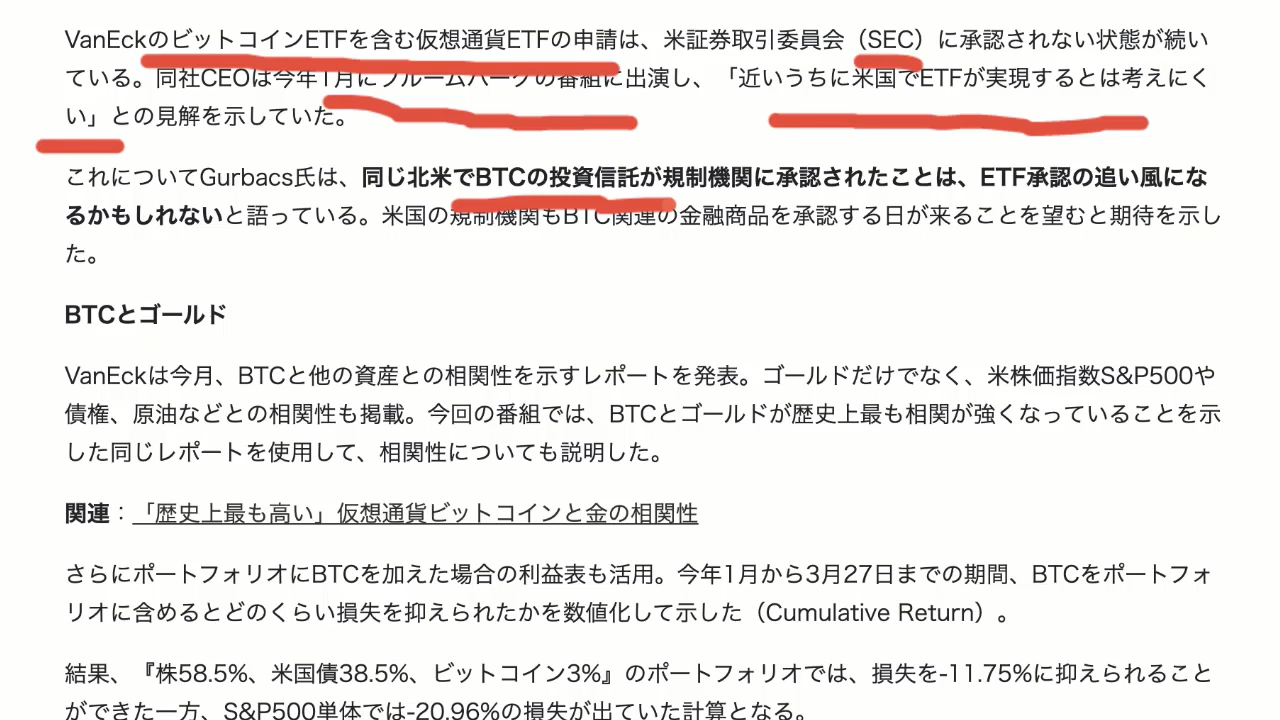 VanEckのビットコインETFを含む仮想通貨ETFの申請は、米証券取引委員会（SEC）に承認されない状態が続い
ている。同社CEOは今年1月にブルームバーグの番組に出演し、「近いうちに米国でETFが実現するとは考えにく
い」との見解を示していた。
これについてGurbacs氏は、同じ北米でBTCの投資信託が規制機関に承認されたことは、ETF承認の追い風にな
るかもしれないと語っている。米国の規制機関もBTC関連の金融商品を承認する日が来ることを望むと期待を示し
た。
BTCとゴールド
VanEckは今月、BTCと他の資産との相関性を示すレポートを発表。ゴールドだけでなく、米株価指数S&P500や
債権、原油などとの相関性も掲載。今回の番組では、BTCとゴールドが歴史上最も相関が強くなっていることを示
した同じレポートを使用して、相関性についても説明した。
関連：「歴史上最も高い」仮想通貨ビットコインと金の相関性
さらにポートフォリオにBTCを加えた場合の利益表も活用。今年1月から3月27日までの期間、BTCをポートフォ
リオに含めるとどのくらい損失を抑えられたかを数値化して示した（Cumulative Return）。
結果、『株58.5%、米国債38.5%、ビットコイン3%』のポートフォリオでは、損失を-11.75%に抑えられること
ができた一方、S&P500単体では-20.96%の損失が出ていた計算となる。